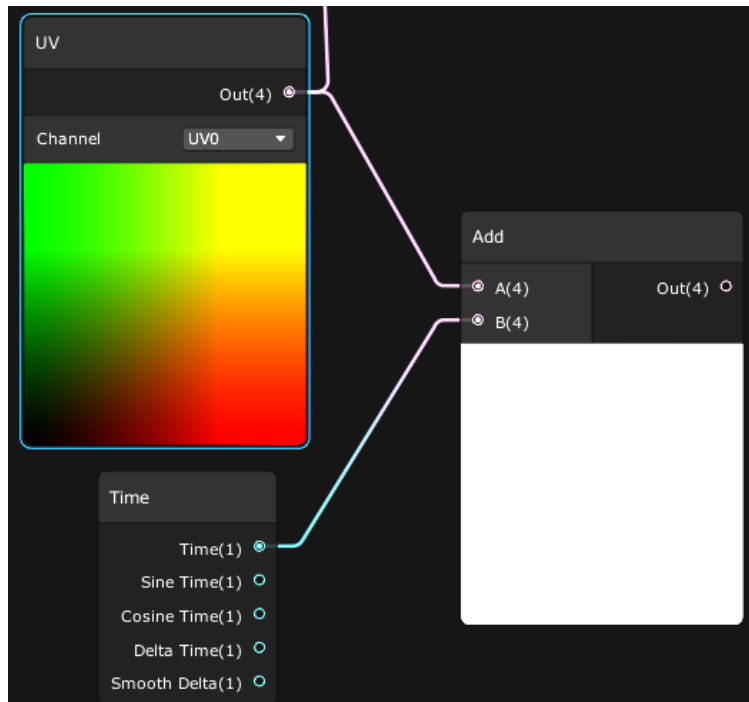 UV
Out(4)
Channel UV0
Add
A(4) Out(4)
B(4)
Time
Time(1)
Sine Time(1)
Cosine Time(1)
Delta Time(1)
Smooth Delta(1)